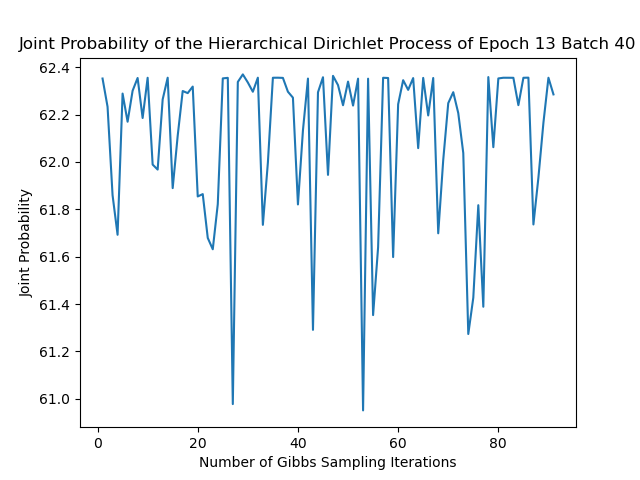 Joint Probability of the Hierarchical Dirichlet Process of Epoch 13 Batch 40
62.4
62.2
62.0
61.8
61.6
61.4
61.2
61.0
Joint Probability
0 20 40 60 80
Number of Gibbs Sampling Iterations